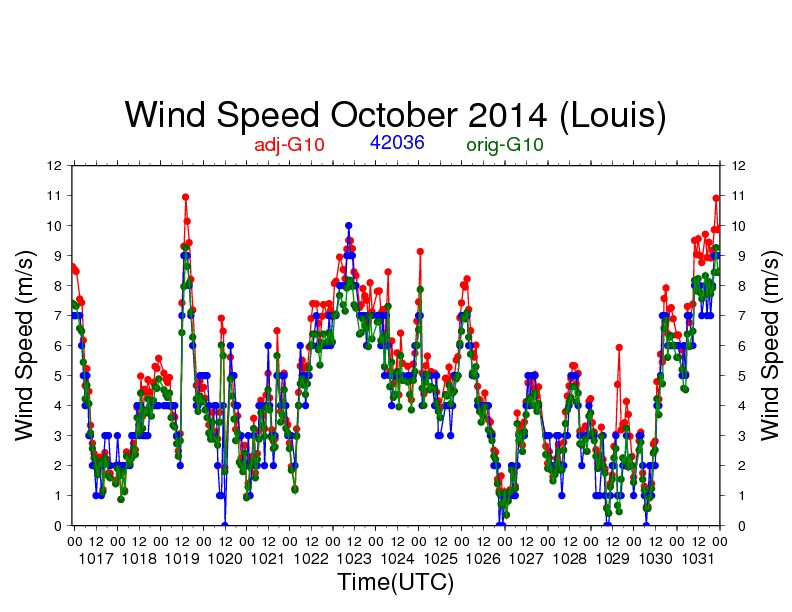 Wind Speed October 2014 (Louis)
adj-G10 42036 orig-G10
12 12
11 11
10 10
9 9
8 8
7 7
6 6
5 5
4 4
3 3
2 2
1 1
0 0
Wind Speed (m/s)
Wind Speed (m/s)
00 12 00 12 00 12 00 12 00 12 00 12 00 12 00 12 00 12 00 12 00 12 00 12 00 12 00 12 00 12 00
1017 1018 1019 1020 1021 1022 1023 1024 1025 1026 1027 1028 1029 1030 1031
Time(UTC)